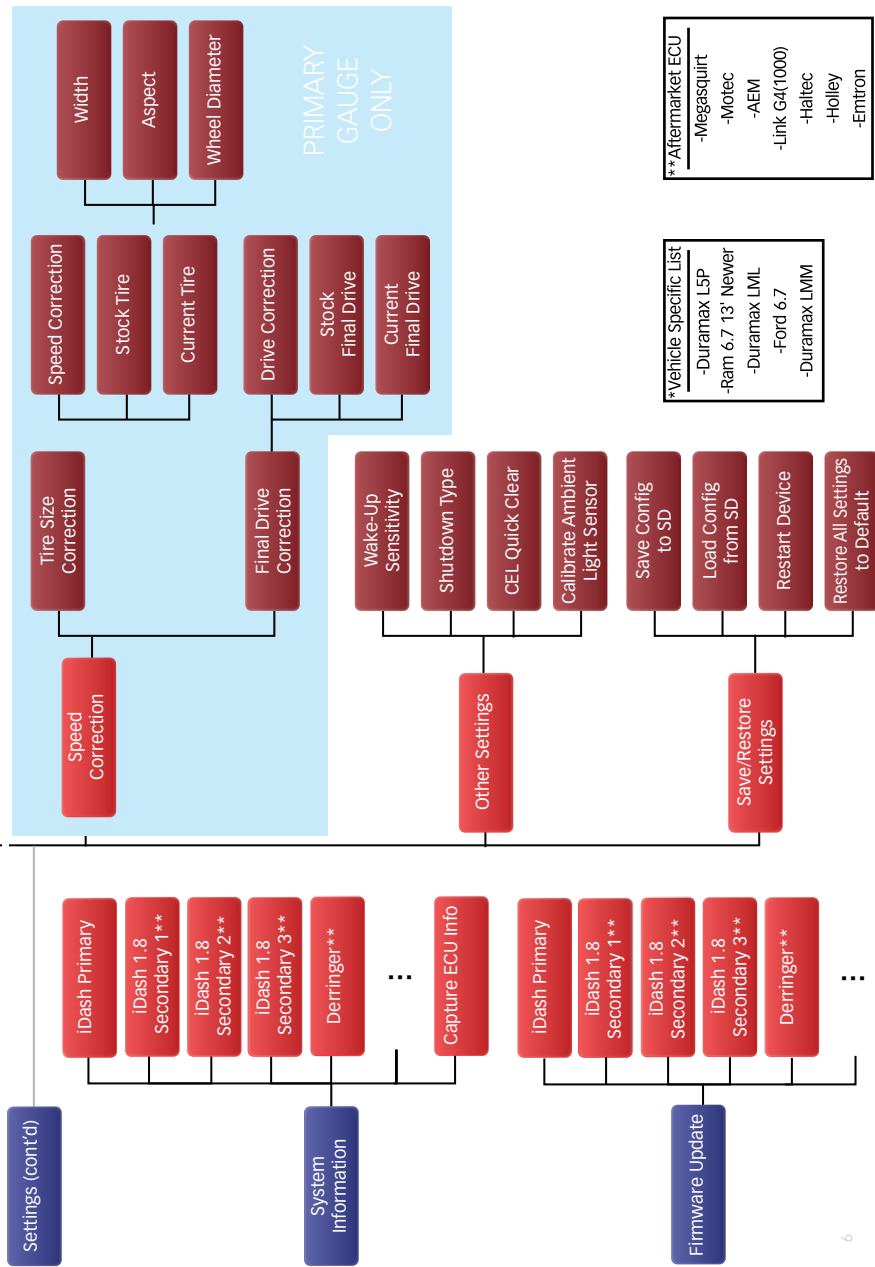 Settings (cont'd)
Speed
Correction
Tire Size
Correction
Speed Correction
Stock Tire
Current Tire
Width
Aspect
Wheel Diameter
Final Drive
Correction
Drive Correction
Stock
Final Drive
Current
Final Drive
PRIMARY
GAUGE
ONLY
Other Settings
Wake-Up
Sensitivity
Shutdown Type
CEL Quick Clear
Calibrate Ambient
Light Sensor
Save/Restore
Settings
Save Config
to SD
Load Config
from SD
Restart Device
Restore All Settings
to Default
System
Information
iDash Primary
iDash 1.8
Secondary 1**
iDash 1.8
Secondary 2**
iDash 1.8
Secondary 3**
Derringer**
...
Capture ECU Info
Firmware Update
iDash Primary
iDash 1.8
Secondary 1**
iDash 1.8
Secondary 2**
iDash 1.8
Secondary 3**
Derringer**
...
*Vehicle Specific List
-Duramax L5P
-Ram 6.7 13' Newer
-Duramax LML
-Ford 6.7
-Duramax LMM
**Aftermarket ECU
-Megasquirt
-Motec
-AEM
-Link G4(1000)
-Haltec
-Holley
-Emtron
6